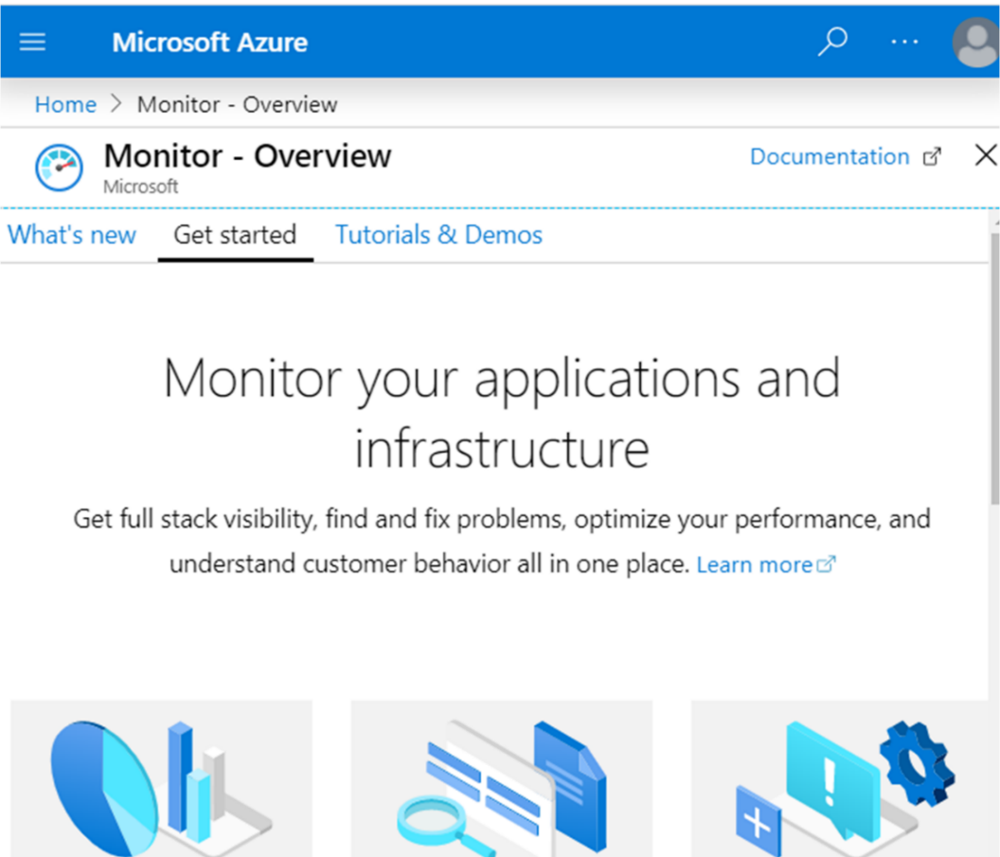 Microsoft Azure
Home > Monitor - Overview
Monitor - Overview
Documentation
Microsoft
What's new Get started Tutorials & Demos
Monitor your applications and
infrastructure
Get full stack visibility, find and fix problems, optimize your performance, and
understand customer behavior all in one place. Learn more